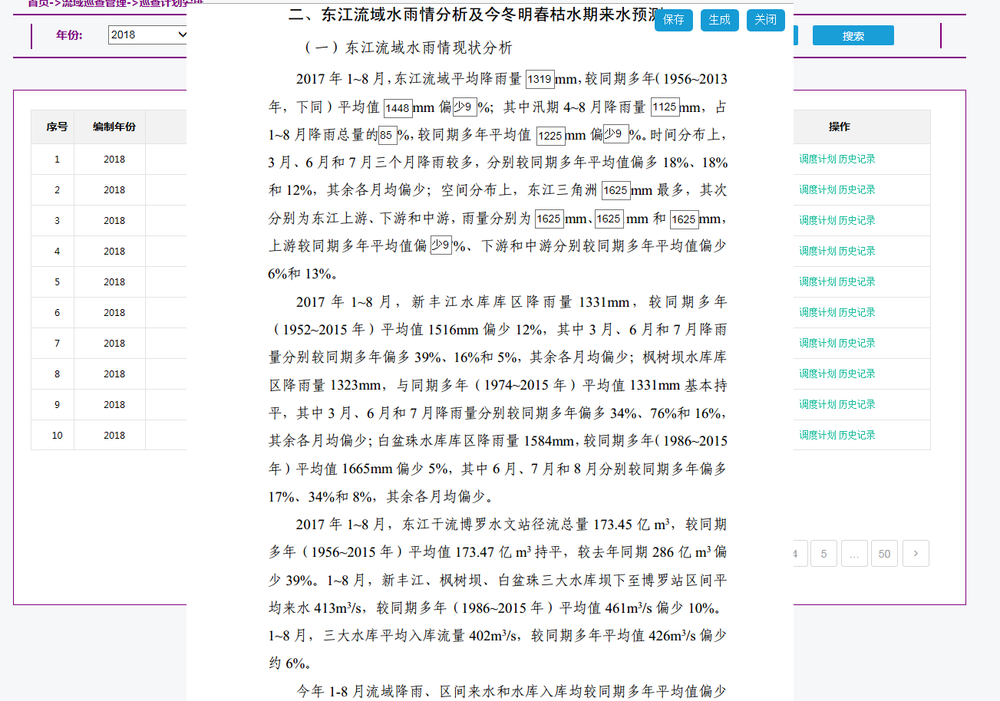 首页->流域巡查管理->巡查计划编
年份:
2018
搜索
二、东江流域水雨情分析及今冬明春枯水期来水预测
保存 生成 关闭
（一）东江流域水雨情现状分析
2017 年 1~8 月，东江流域平均降雨量 1319mm，较同期多年（1956~2013
年，下同）平均值 1448mm 偏少9%；其中汛期 4~8 月降雨量 1125mm，占
1~8 月降雨总量的85%，较同期多年平均值 1225mm 偏少9%。时间分布上，
3 月、6 月和 7 月三个月降雨较多，分别较同期多年平均值偏多 18%、18%
和 12%，其余各月均偏少；空间分布上，东江三角洲 1625mm 最多，其次
分别为东江上游、下游和中游，雨量分别为 1625mm、1625mm 和 1625mm，
上游较同期多年平均值偏少9%、下游和中游分别较同期多年平均值偏少
6%和 13%。
2017 年 1~8 月，新丰江水库库区降雨量 1331mm，较同期多年
（1952~2015 年）平均值 1516mm 偏少 12%，其中 3 月、6 月和 7 月降雨
量分别较同期多年偏多 39%、16%和 5%，其余各月均偏少；枫树坝水库库
区降雨量 1323mm，与同期多年（1974~2015 年）平均值 1331mm 基本持
平，其中 3 月、6 月和 7 月降雨量分别较同期多年偏多 34%、76%和 16%，
其余各月均偏少；白盆珠水库库区降雨量 1584mm，较同期多年（1986~2015
年）平均值 1665mm 偏少 5%，其中 6 月、7 月和 8 月分别较同期多年偏多
17%、34%和 8%，其余各月均偏少。
2017 年 1~8 月，东江干流博罗水文站径流总量 173.45 亿 m³，较同期
多年（1956~2015 年）平均值 173.47 亿 m³ 持平，较去年同期 286 亿 m³ 偏
少 39%。1~8 月，新丰江、枫树坝、白盆珠三大水库坝下至博罗站区间平
均来水 413m³/s，较同期多年（1986~2015 年）平均值 461m³/s 偏少 10%。
1~8 月，三大水库平均入库流量 402m³/s，较同期多年平均值 426m³/s 偏少
约 6%。
今年 1-8 月流域降雨、区间来水和水库入库均较同期多年平均值偏少
序号 编制年份 操作
1 2018 调度计划 历史记录
2 2018 调度计划 历史记录
3 2018 调度计划 历史记录
4 2018 调度计划 历史记录
5 2018 调度计划 历史记录
6 2018 调度计划 历史记录
7 2018 调度计划 历史记录
8 2018 调度计划 历史记录
9 2018 调度计划 历史记录
10 2018 调度计划 历史记录
4 5 ... 50 >